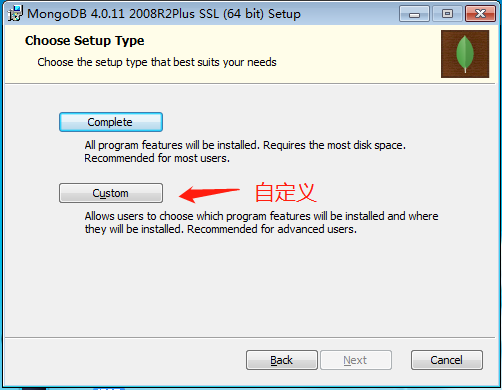 MongoDB 4.0.11 2008R2Plus SSL (64 bit) Setup
Choose Setup Type
Choose the setup type that best suits your needs
Complete
All program features will be installed. Requires the most disk space.
Recommended for most users.
Custom
自定义
Allows users to choose which program features will be installed and where
they will be installed. Recommended for advanced users.
Back
Next
Cancel